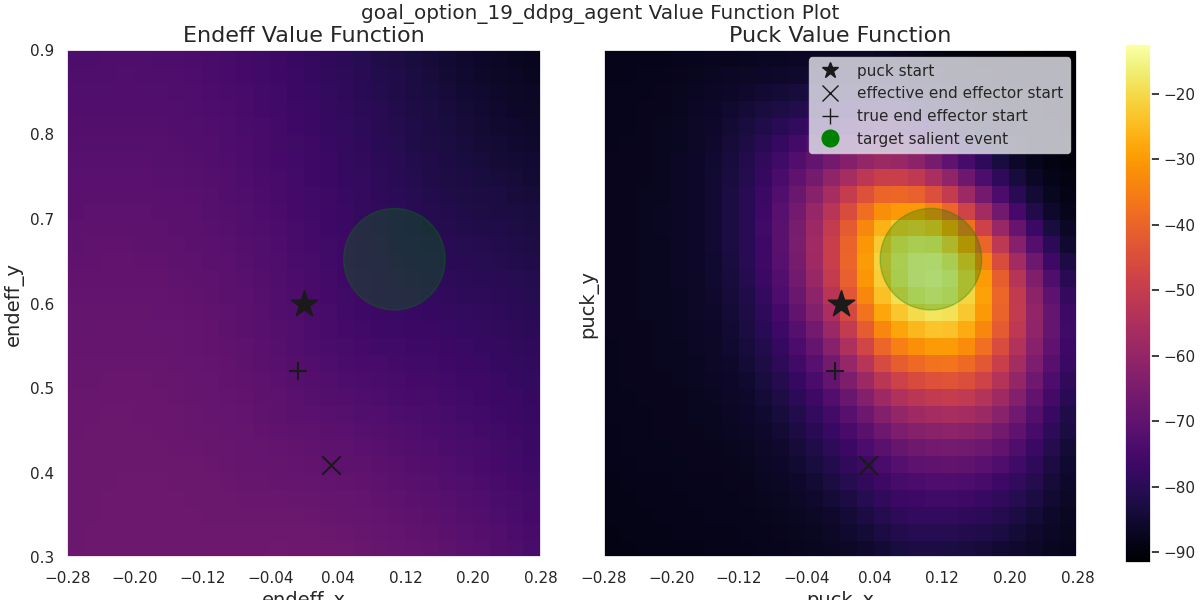 goal_option_19_ddpg_agent Value Function Plot
Endeff Value Function
Puck Value Function
puck start
effective end effector start
true end effector start
target salient event
endeff_y
0.9
0.8
0.7
0.6
0.5
0.4
0.3
−0.28 −0.20 −0.12 −0.04 0.04 0.12 0.20 0.28
endeff_x
puck_y
−0.28 −0.20 −0.12 −0.04 0.04 0.12 0.20 0.28
puck_x
−20
−30
−40
−50
−60
−70
−80
−90